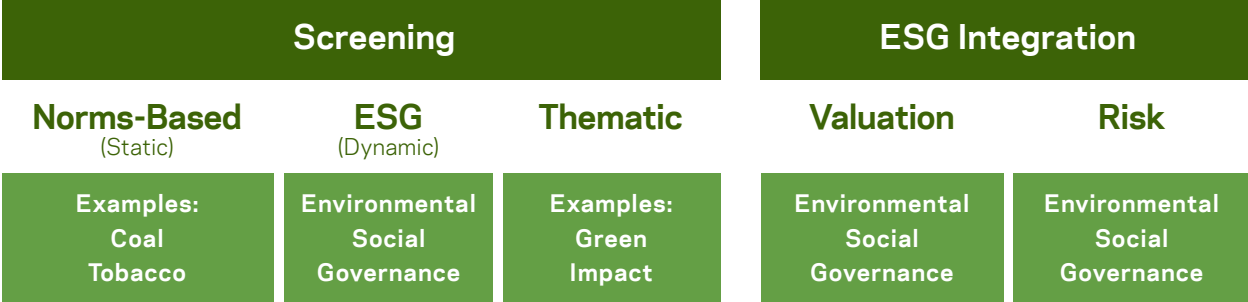 Screening
ESG Integration
Norms-Based
(Static)
ESG
(Dynamic)
Thematic
Valuation
Risk
Examples:
Coal
Tobacco
Environmental
Social
Governance
Examples:
Green
Impact
Environmental
Social
Governance
Environmental
Social
Governance